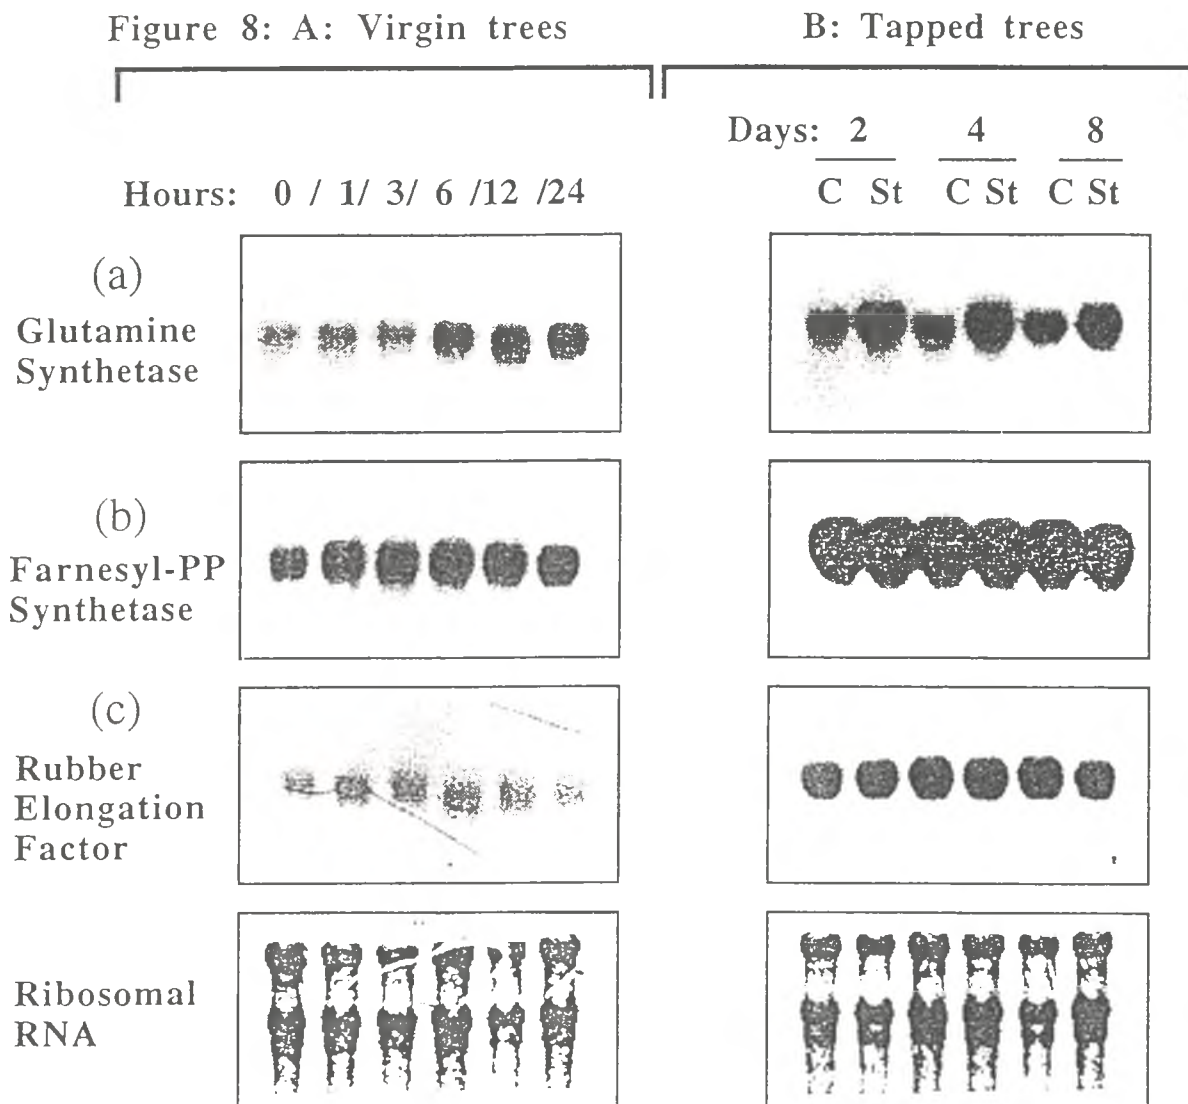 Figure 8: A: Virgin trees
B: Tapped trees
Hours: 0 / 1/ 3/ 6 /12 /24
Days: 2 4 8
C St C St C St
(a)
Glutamine
Synthetase
(b)
Farnesyl-PP
Synthetase
(c)
Rubber
Elongation
Factor
Ribosomal
RNA